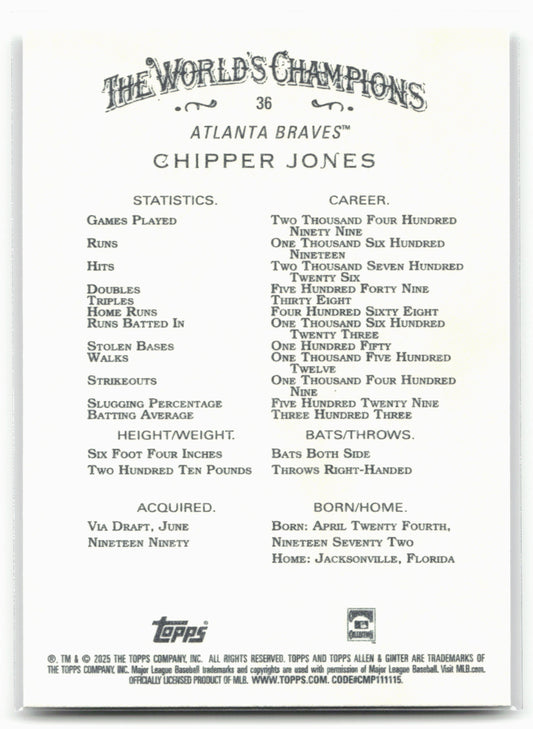 THE WORLD'S CHAMPIONS
36
ATLANTA BRAVES™
CHIPPER JONES
STATISTICS. CAREER.
GAMES PLAYED TWO THOUSAND FOUR HUNDRED
NINETY NINE
RUNS ONE THOUSAND SIX HUNDRED
NINETEEN
HITS TWO THOUSAND SEVEN HUNDRED
TWENTY SIX
DOUBLES FIVE HUNDRED FORTY NINE
TRIPLES THIRTY EIGHT
HOME RUNS FOUR HUNDRED SIXTY EIGHT
RUNS BATTED IN ONE THOUSAND SIX HUNDRED
TWENTY THREE
STOLEN BASES ONE HUNDRED FIFTY
WALKS ONE THOUSAND FIVE HUNDRED
TWELVE
STRIKEOUTS ONE THOUSAND FOUR HUNDRED
NINE
SLUGGING PERCENTAGE FIVE HUNDRED TWENTY NINE
BATTING AVERAGE THREE HUNDRED THREE
HEIGHT/WEIGHT. BATS/THROWS.
SIX FOOT FOUR INCHES BATS BOTH SIDE
TWO HUNDRED TEN POUNDS THROWS RIGHT-HANDED
ACQUIRED. BORN/HOME.
VIA DRAFT, JUNE BORN: APRIL TWENTY FOURTH,
NINETEEN NINETY NINETEEN SEVENTY TWO
HOME: JACKSONVILLE, FLORIDA
Topps
®, TM & © 2025 THE TOPPS COMPANY, INC. ALL RIGHTS RESERVED. TOPPS AND TOPPS ALLEN & GINTER ARE TRADEMARKS OF
THE TOPPS COMPANY, INC. Major League Baseball trademarks and copyrights are used with permission of Major League Baseball. Visit MLB.com.
OFFICIALLY LICENSED PRODUCT OF MLB. WWW.TOPPS.COM. CODE#CMP111115.